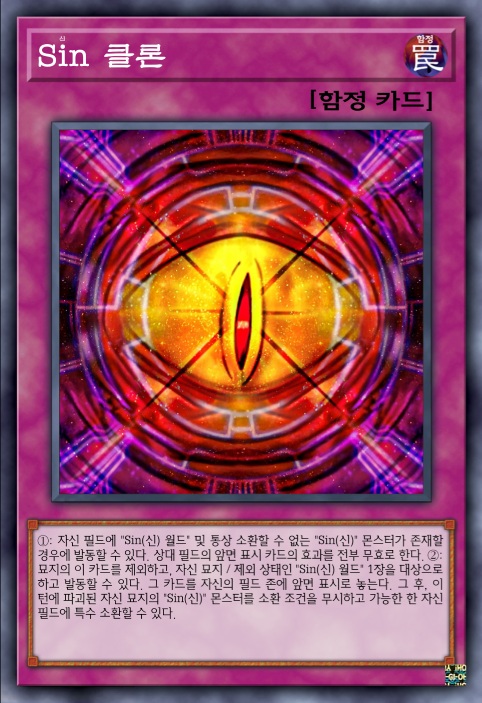 신
Sin 클론
함정
罠
[함정 카드]
①: 자신 필드에 "Sin(신) 월드" 및 통상 소환할 수 없는 "Sin(신)" 몬스터가 존재할
경우에 발동할 수 있다. 상대 필드의 앞면 표시 카드의 효과를 전부 무효로 한다. ②:
묘지의 이 카드를 제외하고, 자신 묘지 / 제외 상태인 "Sin(신) 월드" 1장을 대상으로
하고 발동할 수 있다. 그 카드를 자신의 필드 존에 앞면 표시로 놓는다. 그 후, 이
턴에 파괴된 자신 묘지의 "Sin(신)" 몬스터를 소환 조건을 무시하고 가능한 한 자신
필드에 특수 소환할 수 있다.